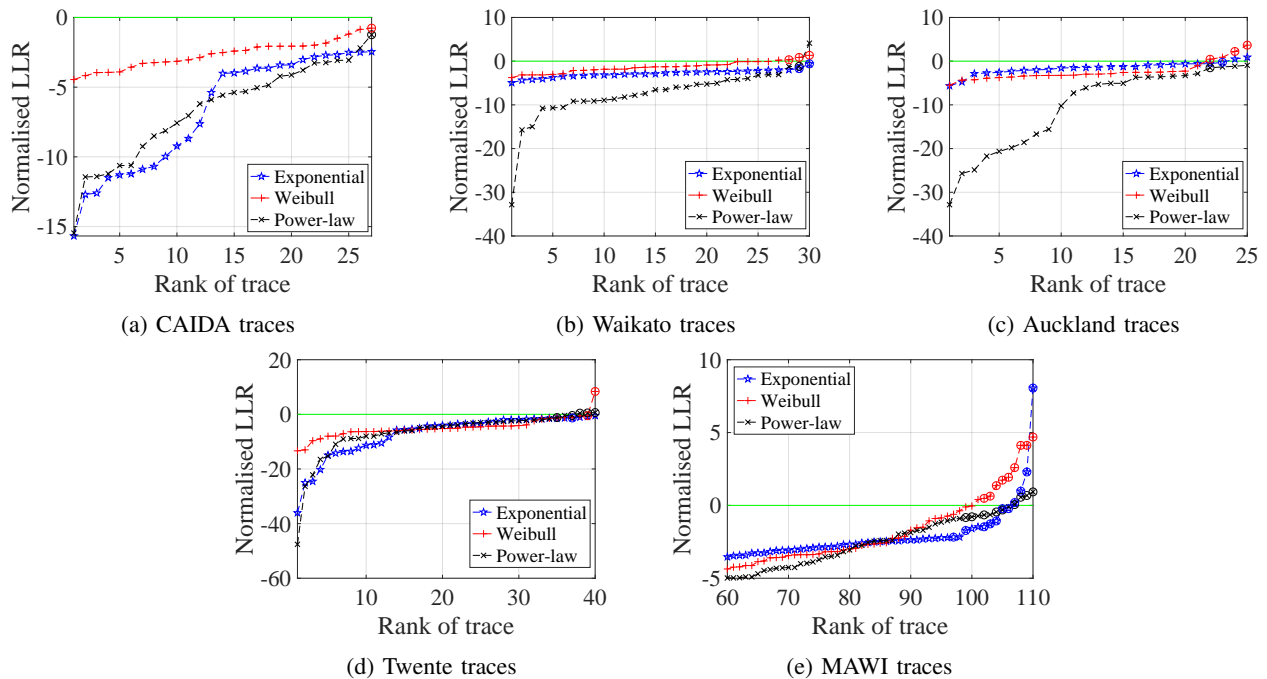 0
-5
-10
-15
Normalised LLR
Exponential
Weibull
Power-law
5 10 15 20 25
Rank of trace
(a) CAIDA traces
10
0
-10
-20
-30
-40
Normalised LLR
Exponential
Weibull
Power-law
5 10 15 20 25 30
Rank of trace
(b) Waikato traces
10
0
-10
-20
-30
-40
Normalised LLR
Exponential
Weibull
Power-law
5 10 15 20 25
Rank of trace
(c) Auckland traces
20
0
-20
-40
-60
Normalised LLR
Exponential
Weibull
Power-law
10 20 30 40
Rank of trace
(d) Twente traces
10
5
0
-5
Normalised LLR
Exponential
Weibull
Power-law
60 70 80 90 100 110
Rank of trace
(e) MAWI traces